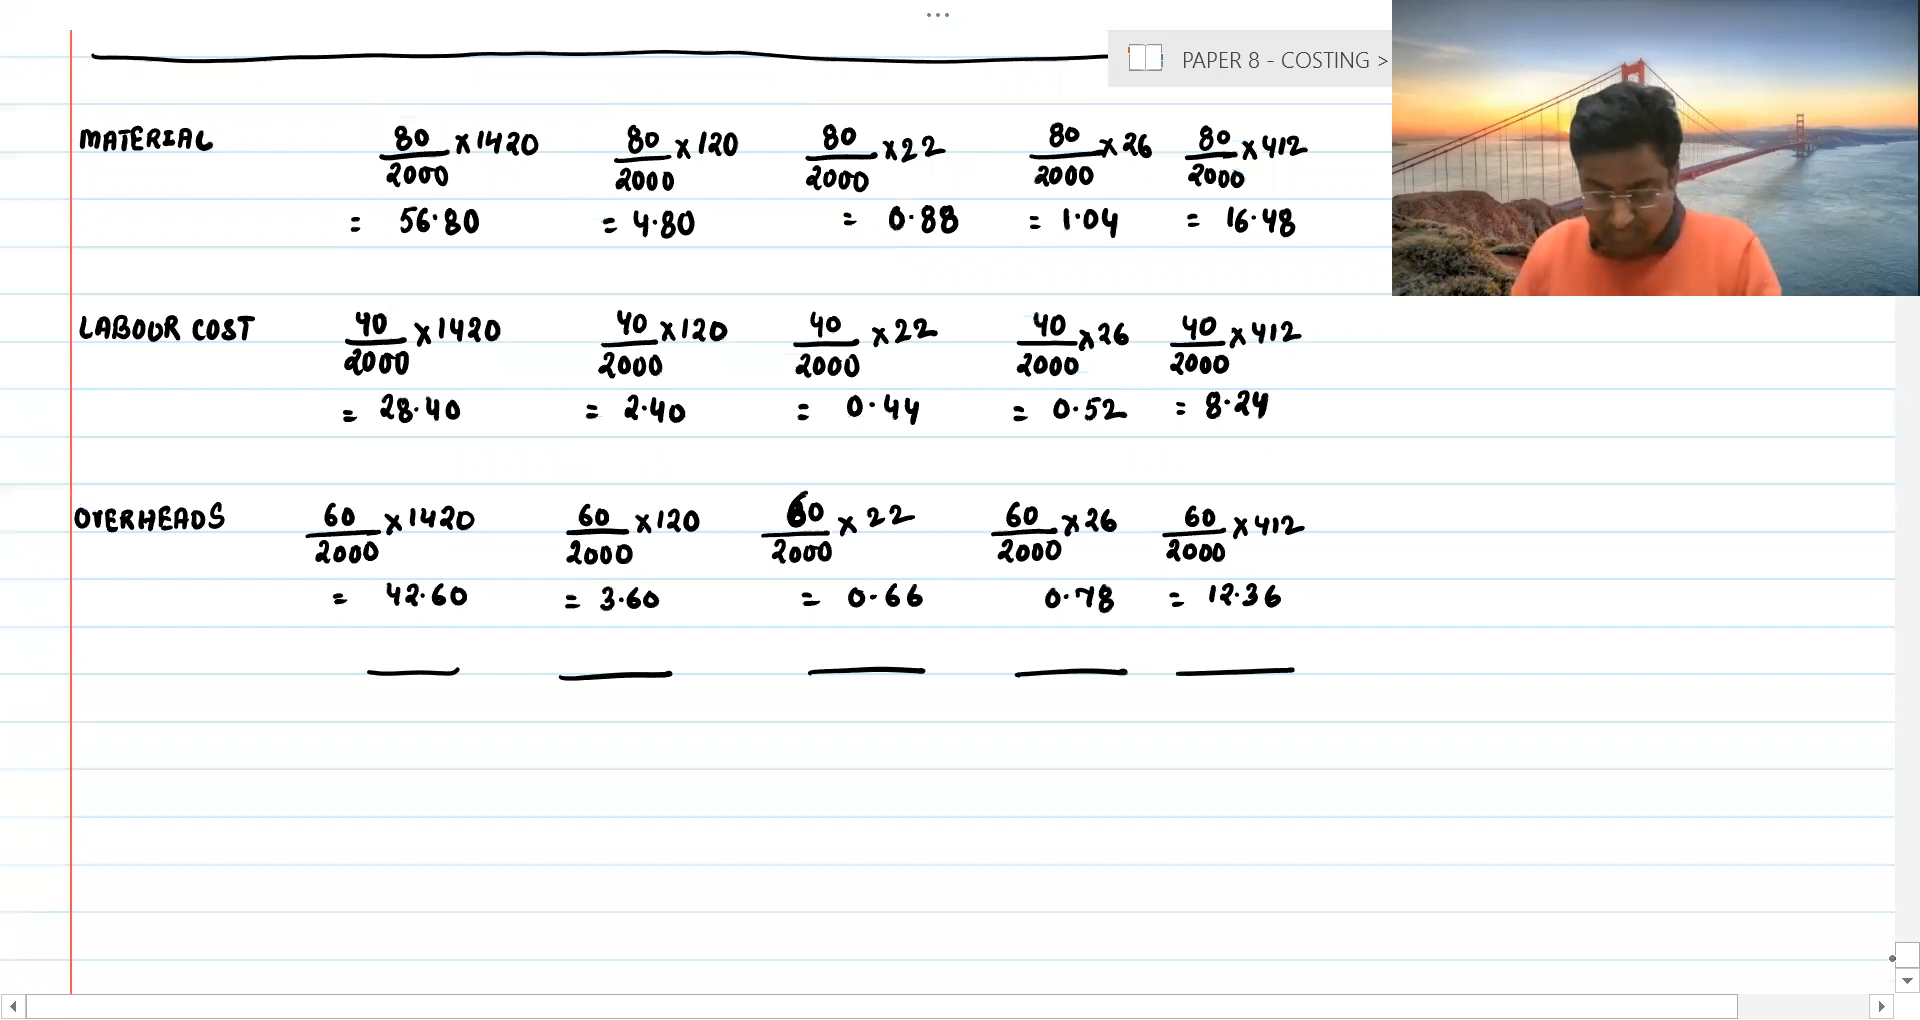 ...
PAPER 8 - COSTING >
MATERIAL 80/2000 x 1420 80/2000 x 120 80/2000 x 22 80/2000 x 26 80/2000 x 412
= 56.80 = 4.80 = 0.88 = 1.04 = 16.48
LABOUR COST 40/2000 x 1420 40/2000 x 120 40/2000 x 22 40/2000 x 26 40/2000 x 412
= 28.40 = 2.40 = 0.44 = 0.52 = 8.24
OVERHEADS 60/2000 x 1420 60/2000 x 120 60/2000 x 22 60/2000 x 26 60/2000 x 412
= 42.60 = 3.60 = 0.66 0.78 = 12.36